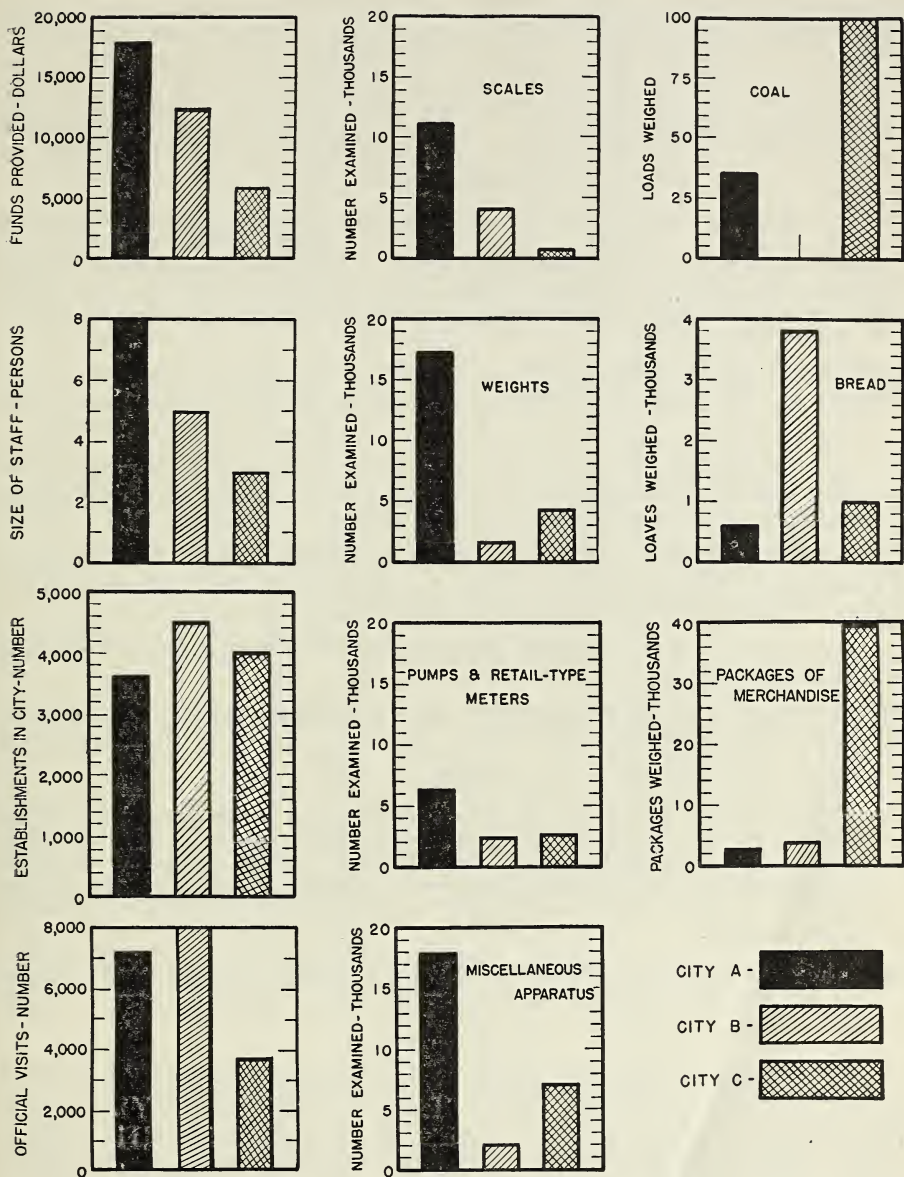 FUNDS PROVIDED - DOLLARS
20,000
15,000
10,000
5,000
0
NUMBER EXAMINED - THOUSANDS
20
15
10
5
0
SCALES
LOADS WEIGHED
100
75
50
25
0
COAL
SIZE OF STAFF - PERSONS
8
6
4
2
0
NUMBER EXAMINED - THOUSANDS
20
15
10
5
0
WEIGHTS
LOAVES WEIGHED - THOUSANDS
4
3
2
1
0
BREAD
ESTABLISHMENTS IN CITY - NUMBER
5,000
4,000
3,000
2,000
1,000
0
NUMBER EXAMINED - THOUSANDS
20
15
10
5
0
PUMPS & RETAIL-TYPE
METERS
PACKAGES WEIGHED - THOUSANDS
40
30
20
10
0
PACKAGES OF
MERCHANDISE
OFFICIAL VISITS - NUMBER
8,000
6,000
4,000
2,000
0
NUMBER EXAMINED - THOUSANDS
20
15
10
5
0
MISCELLANEOUS
APPARATUS
CITY A -
CITY B -
CITY C -